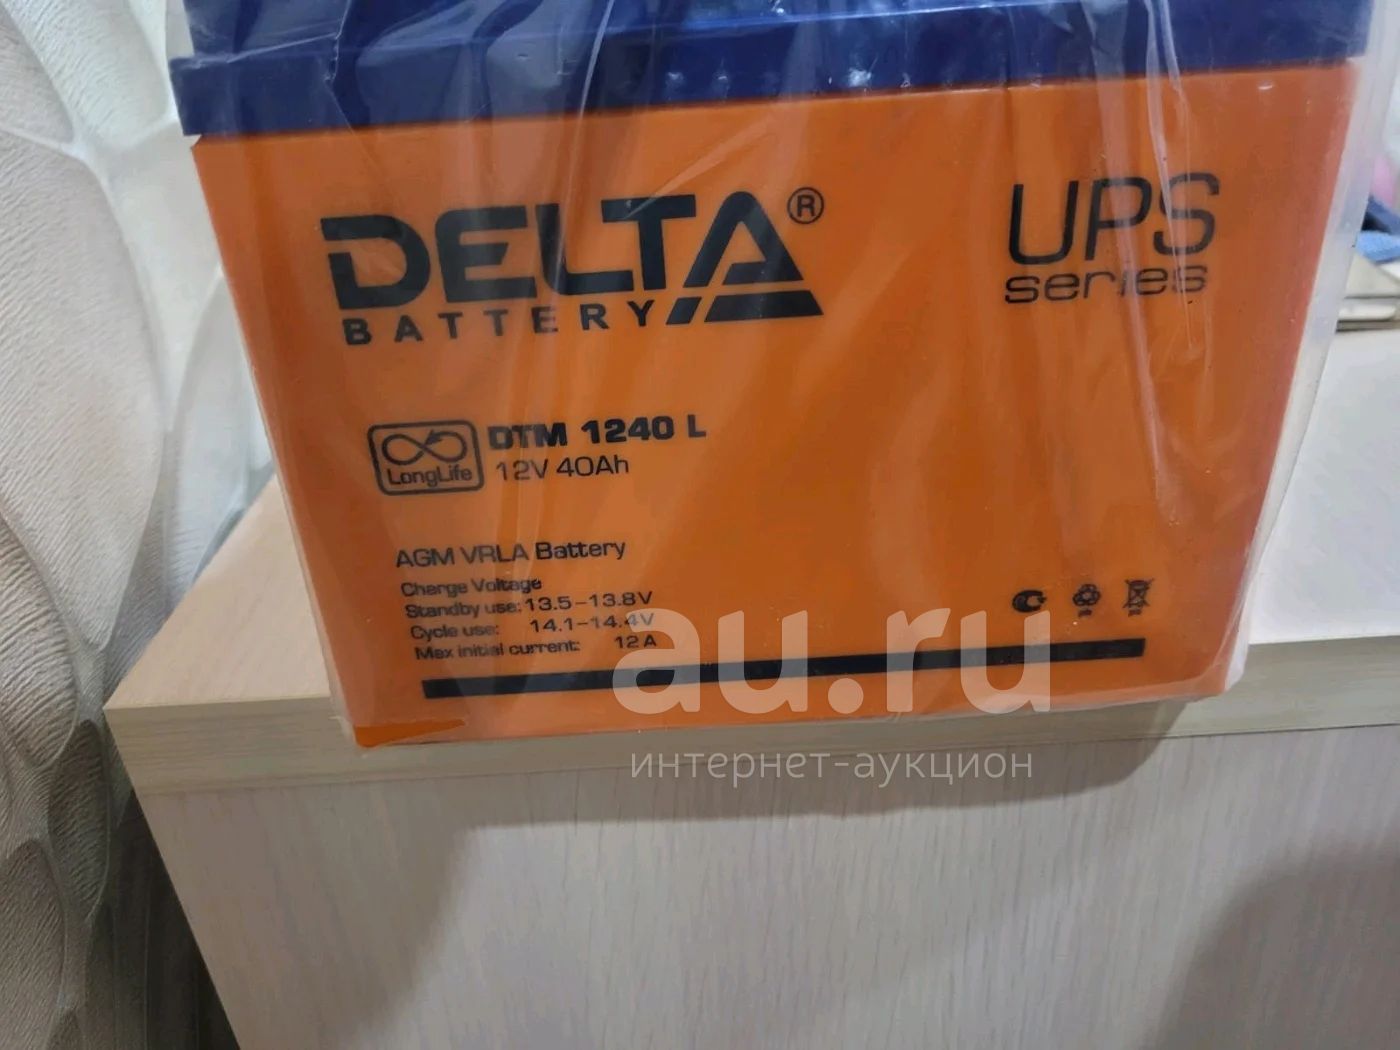 DELTA®
BATTERY
UPS
series
LongLife
DTM 1240 L
12V 40Ah
AGM VRLA Battery
Charge Voltage
Standby use: 13.5-13.8V
Cycle use: 14.1-14.4V
Max initial current: 12 A
au.ru
интернет-аукцион